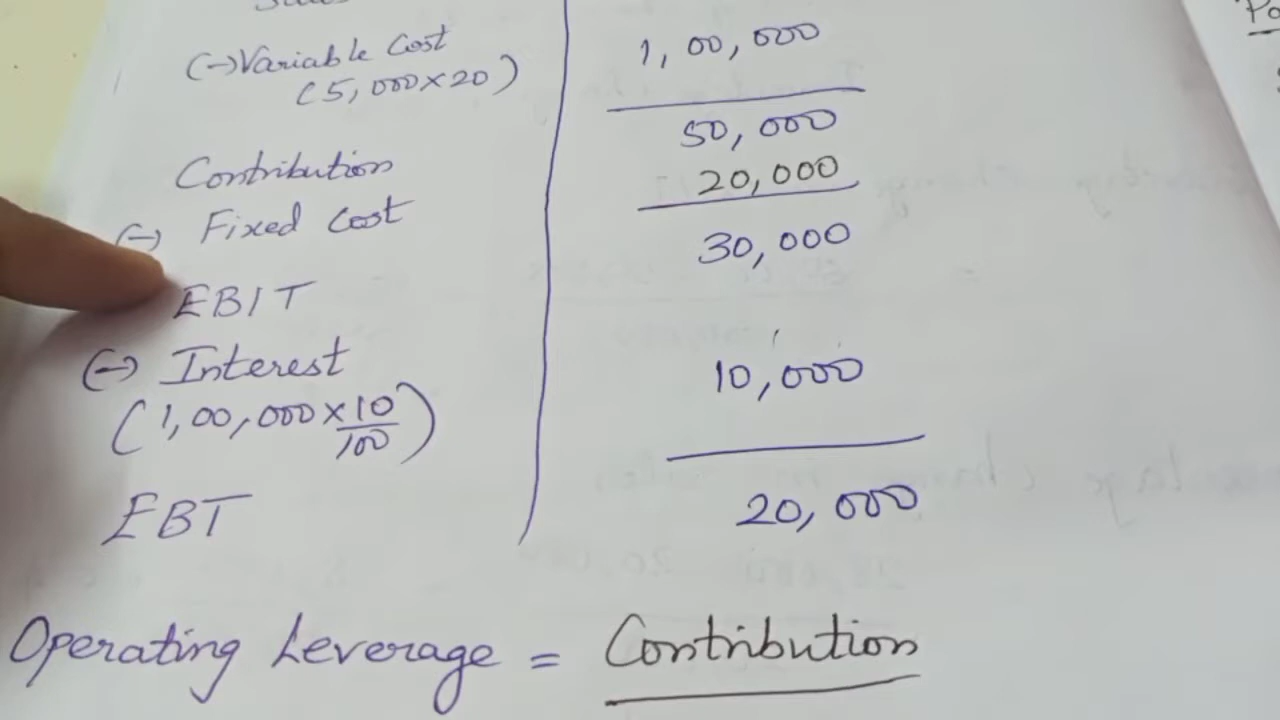 (-) Variable Cost 1,00,000
(5,000×20)
50,000
Contribution 20,000
(-) Fixed Cost 30,000
EBIT
(-) Interest 10,000
(1,00,000×10/100)
EBT 20,000
Operating Leverage = Contribution